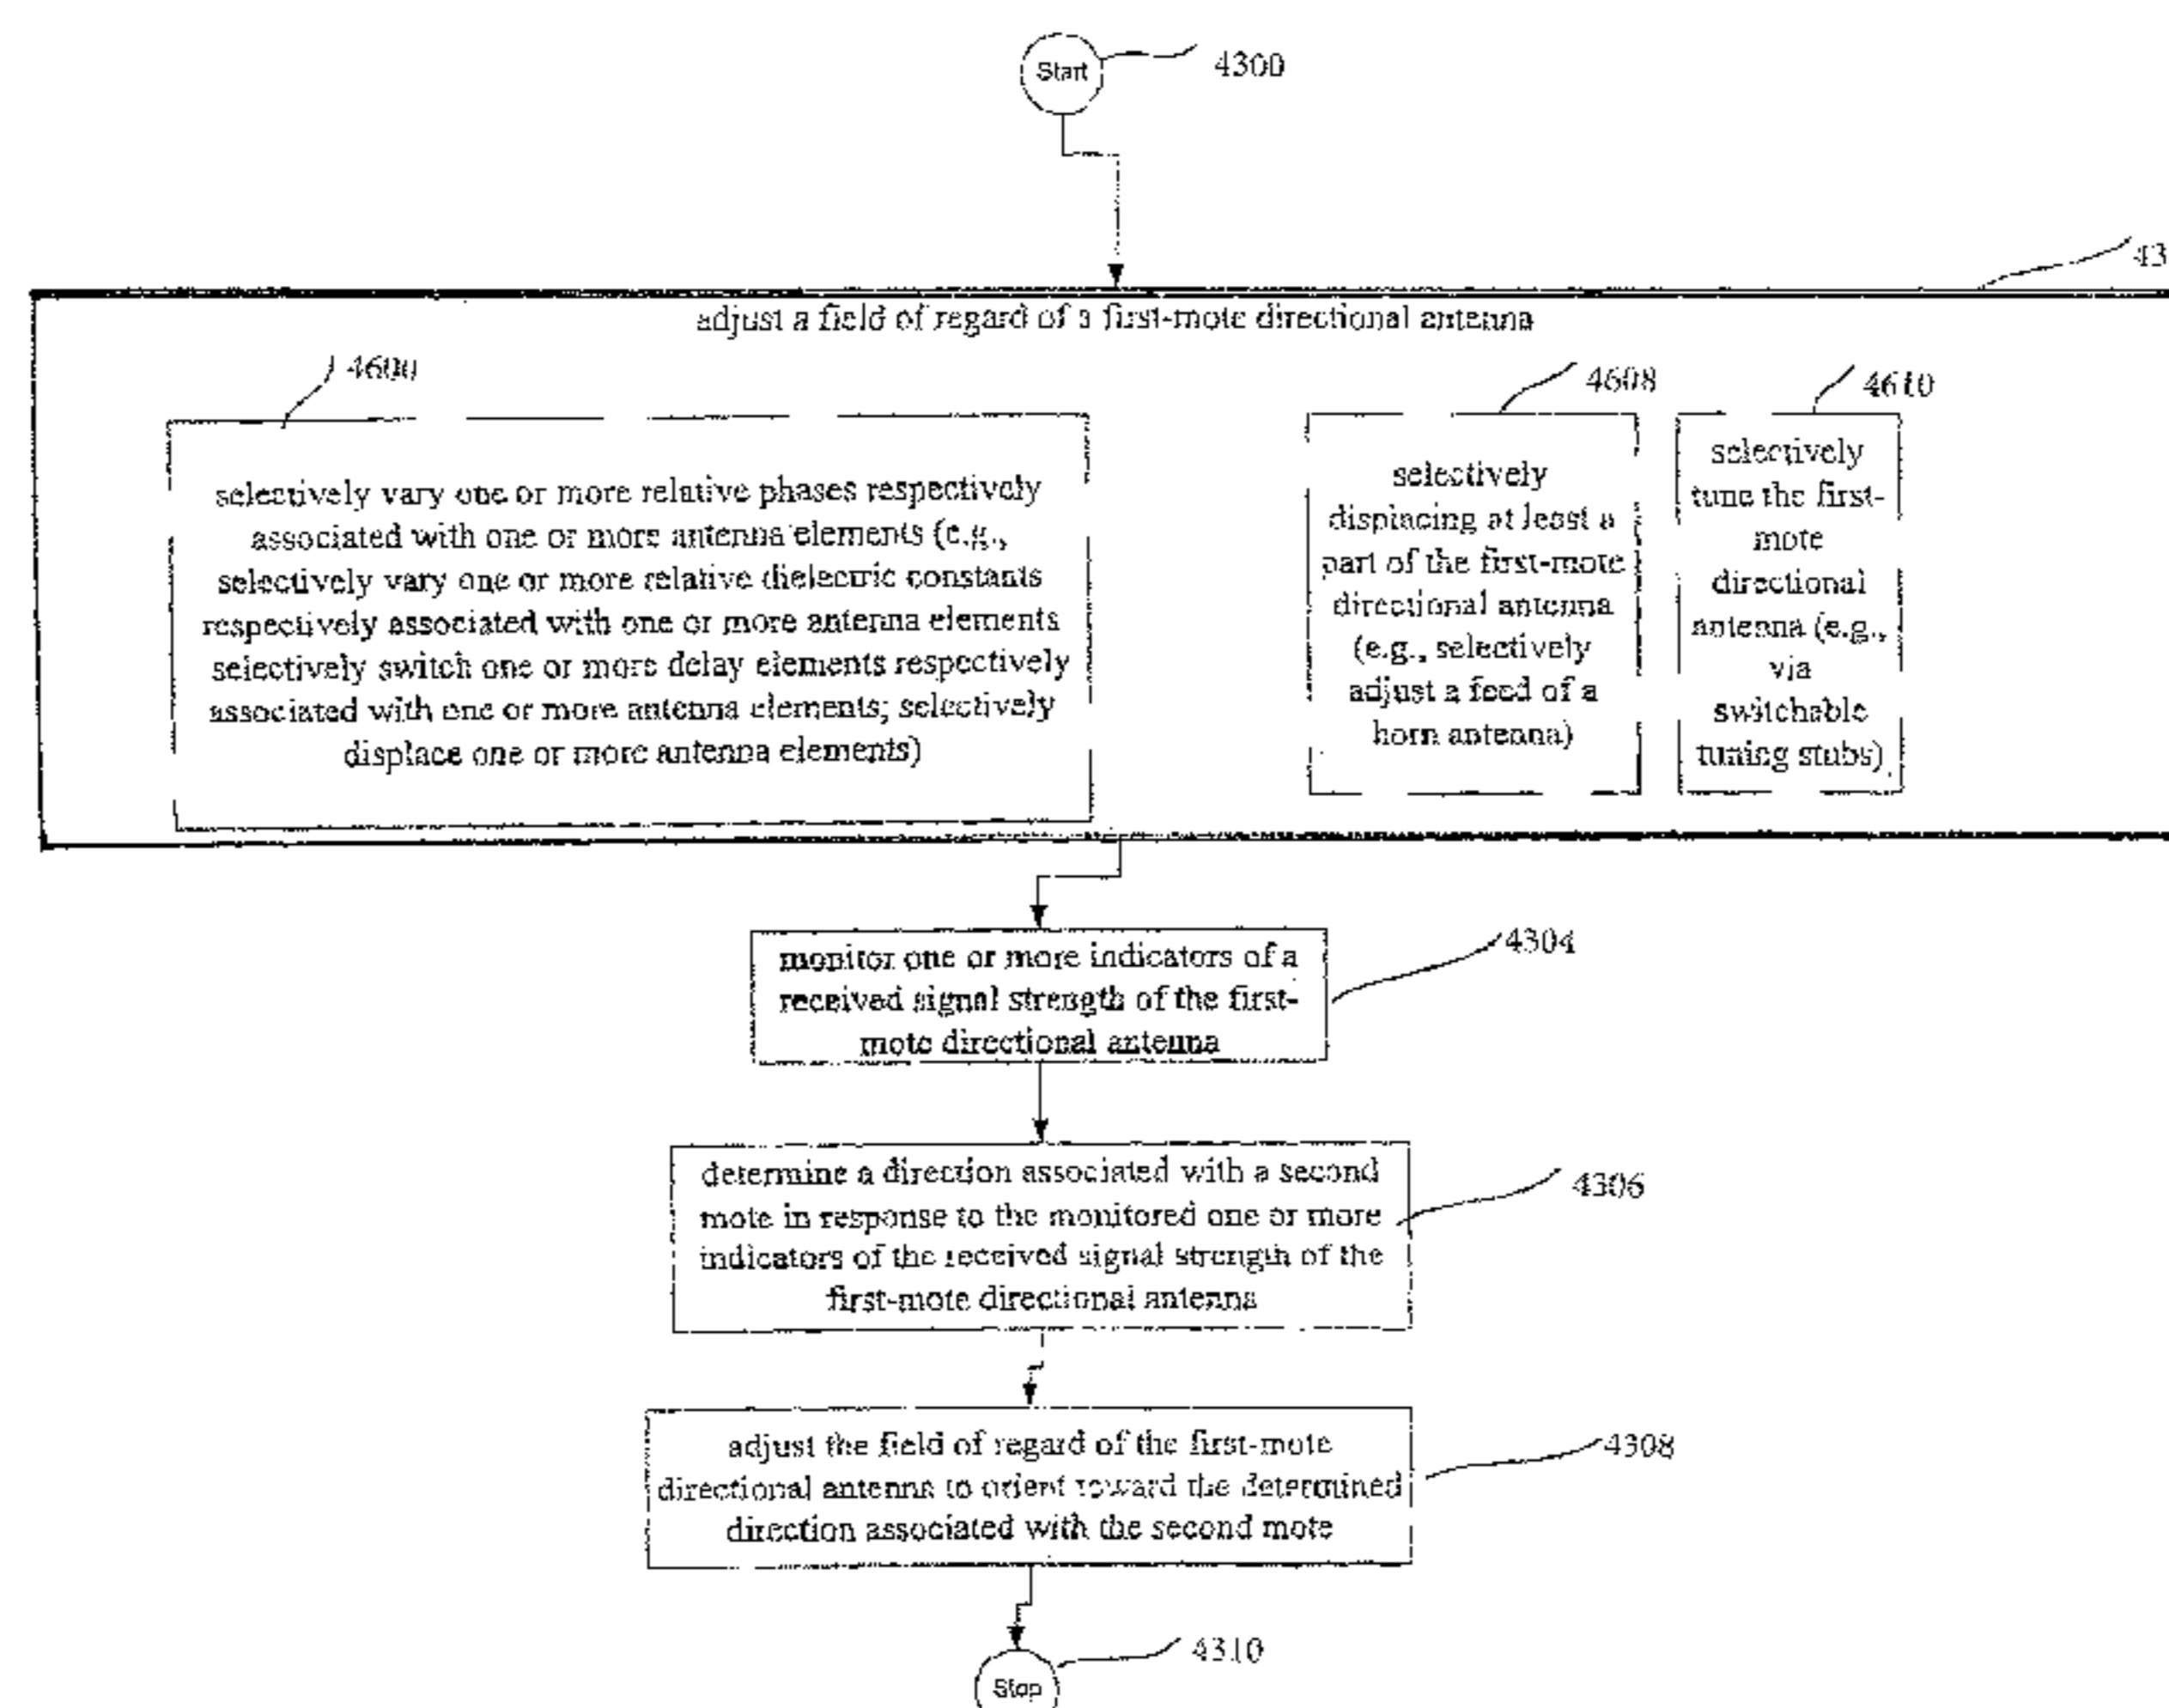 Start
4300
43
adjust a field of regard of a first-mote directional antenna
4600
selectively vary one or more relative phases respectively
associated with one or more antenna elements (e.g.,
selectively vary one or more relative dielectric constants
respectively associated with one or more antenna elements
selectively switch one or more delay elements respectively
associated with one or more antenna elements; selectively
displace one or more antenna elements)
4608
selectively
displacing at least a
part of the first-mote
directional antenna
(e.g., selectively
adjust a feed of a
horn antenna)
4610
selectively
tune the first-
mote
directional
antenna (e.g.,
via
switchable
tuning stubs)
monitor one or more indicators of a
received signal strength of the first-
mote directional antenna
4304
determine a direction associated with a second
mote in response to the monitored one or more
indicators of the received signal strength of the
first-mote directional antenna
4306
adjust the field of regard of the first-mote
directional antenna to orient toward the determined
direction associated with the second mote
4308
Stop
4310